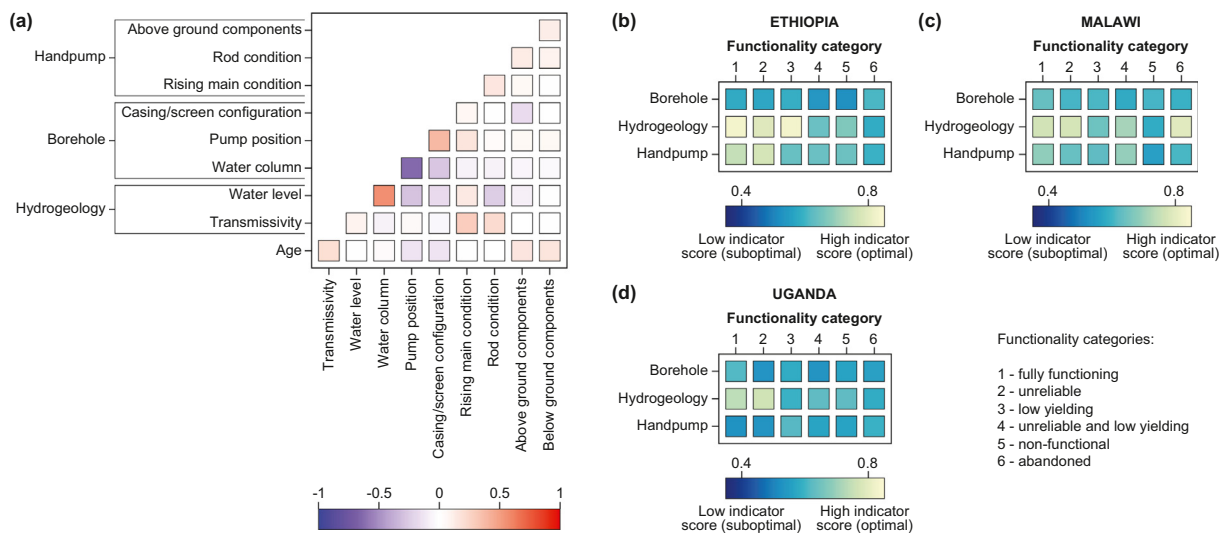 (a)
Handpump
Above ground components
Rod condition
Rising main condition
Borehole
Casing/screen configuration
Pump position
Water column
Hydrogeology
Water level
Transmissivity
Age
Transmissivity
Water level
Water column
Pump position
Casing/screen configuration
Rising main condition
Rod condition
Above ground components
Below ground components
-1 -0.5 0 0.5 1
(b) ETHIOPIA
Functionality category
1 2 3 4 5 6
Borehole
Hydrogeology
Handpump
0.4 0.8
Low indicator High indicator
score (suboptimal) score (optimal)
(c) MALAWI
Functionality category
1 2 3 4 5 6
Borehole
Hydrogeology
Handpump
0.4 0.8
Low indicator High indicator
score (suboptimal) score (optimal)
(d) UGANDA
Functionality category
1 2 3 4 5 6
Borehole
Hydrogeology
Handpump
0.4 0.8
Low indicator High indicator
score (suboptimal) score (optimal)
Functionality categories:
1 - fully functioning
2 - unreliable
3 - low yielding
4 - unreliable and low yielding
5 - non-functional
6 - abandoned